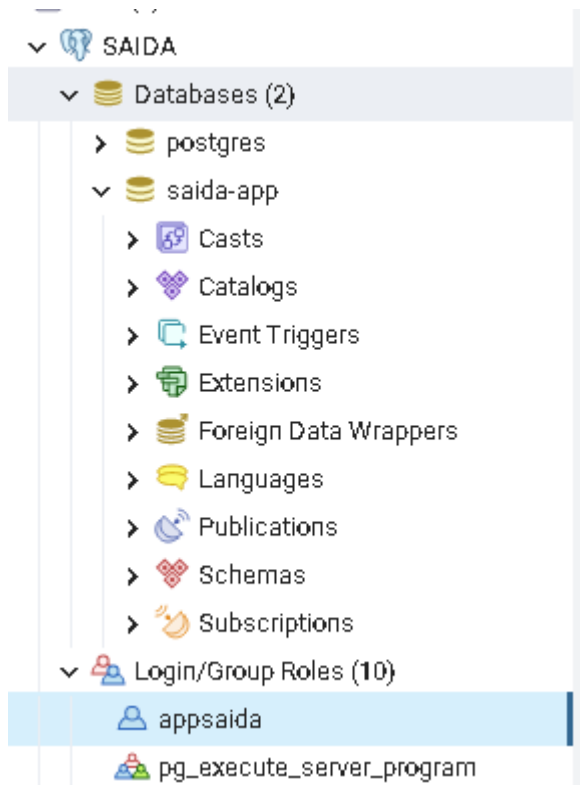 SAIDA
Databases (2)
postgres
saida-app
Casts
Catalogs
Event Triggers
Extensions
Foreign Data Wrappers
Languages
Publications
Schemas
Subscriptions
Login/Group Roles (10)
appsaida
pg_execute_server_program